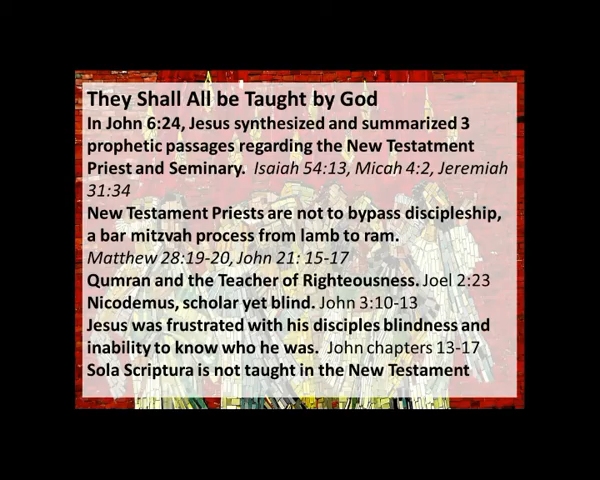 They Shall All be Taught by God
In John 6:24, Jesus synthesized and summarized 3
prophetic passages regarding the New Testatment
Priest and Seminary. Isaiah 54:13, Micah 4:2, Jeremiah
31:34
New Testament Priests are not to bypass discipleship,
a bar mitzvah process from lamb to ram.
Matthew 28:19-20, John 21: 15-17
Qumran and the Teacher of Righteousness. Joel 2:23
Nicodemus, scholar yet blind. John 3:10-13
Jesus was frustrated with his disciples blindness and
inability to know who he was. John chapters 13-17
Sola Scriptura is not taught in the New Testament